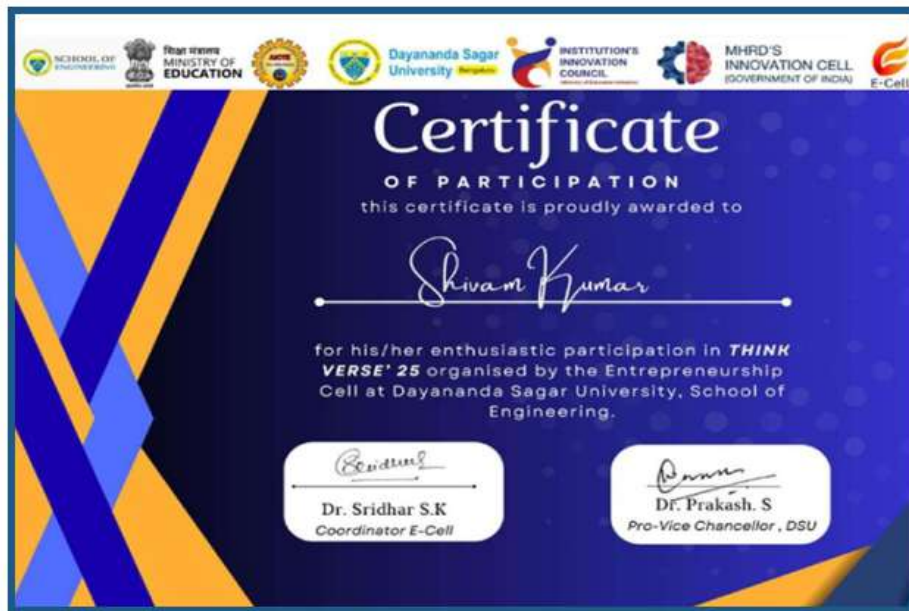 SCHOOL OF
ENGINEERING
शिक्षा मंत्रालय
MINISTRY OF
EDUCATION
AICTE
Dayananda Sagar
University Bengaluru
INSTITUTION'S
INNOVATION
COUNCIL
MHRD'S
INNOVATION CELL
(GOVERNMENT OF INDIA)
E-Cell
Certificate
OF PARTICIPATION
this certificate is proudly awarded to
Shivam Kumar
for his/her enthusiastic participation in THINK
VERSE' 25 organised by the Entrepreneurship
Cell at Dayananda Sagar University, School of
Engineering.
Dr. Sridhar S.K
Coordinator E-Cell
Dr. Prakash. S
Pro-Vice Chancellor , DSU